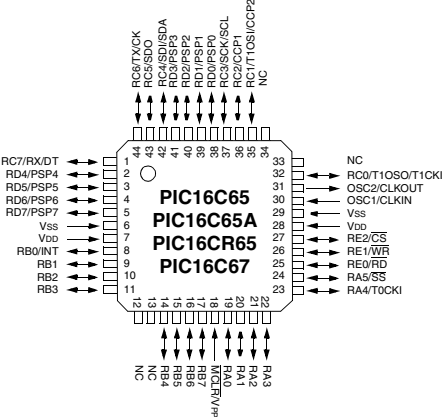 RC6/TX/CK
RC5/SDO
RC4/SDI/SDA
RD3/PSP3
RD2/PSP2
RD1/PSP1
RD0/PSP0
RC3/SCK/SCL
RC2/CCP1
RC1/T1OSI/CCP2
NC
44
43
42
41
40
39
38
37
36
35
34
RC7/RX/DT 1
RD4/PSP4 2
RD5/PSP5 3
RD6/PSP6 4
RD7/PSP7 5
VSS 6
VDD 7
RB0/INT 8
RB1 9
RB2 10
RB3 11
PIC16C65
PIC16C65A
PIC16CR65
PIC16C67
33 NC
32 RC0/T1OSO/T1CKI
31 OSC2/CLKOUT
30 OSC1/CLKIN
29 VSS
28 VDD
27 RE2/CS
26 RE1/WR
25 RE0/RD
24 RA5/SS
23 RA4/T0CKI
12
13
14
15
16
17
18
19
20
21
22
NC
NC
RB4
RB5
RB6
RB7
MCLR/VPP
RA0
RA1
RA2
RA3